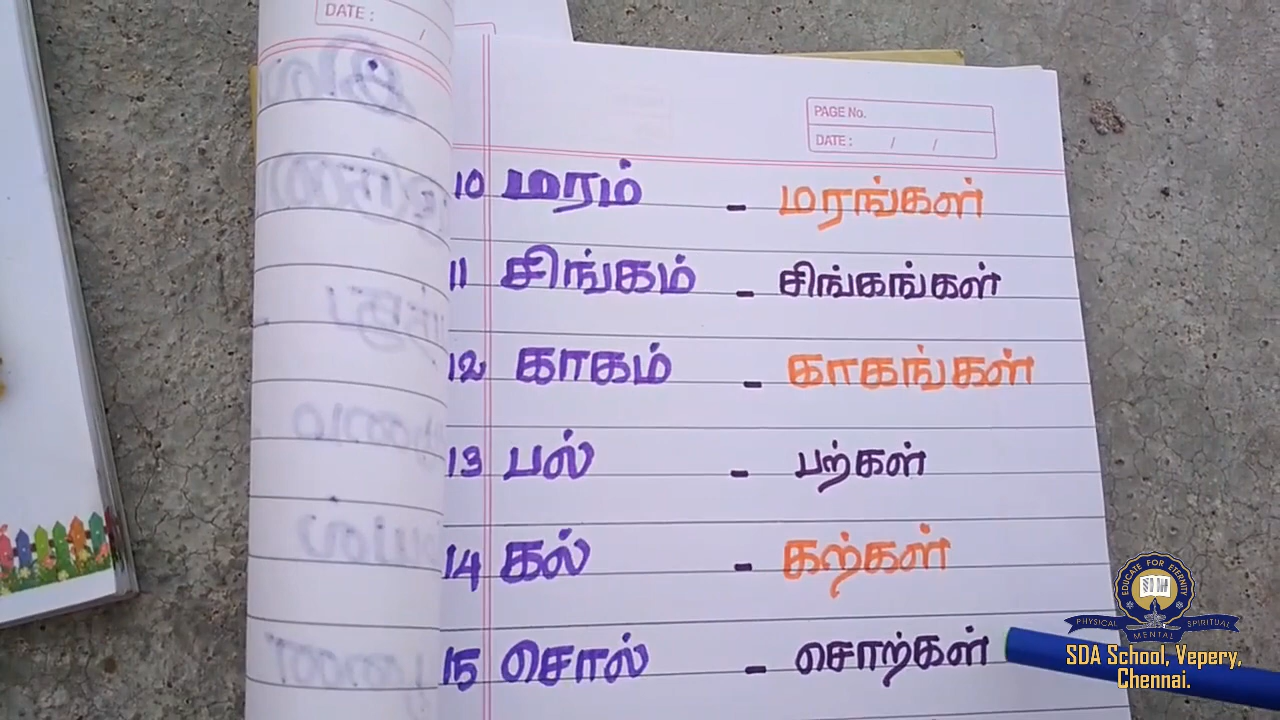 DATE :
/
PAGE No.
DATE : / /
10 மரம் - மரங்கள்
11 சிங்கம் - சிங்கங்கள்
12 காகம் - காகங்கள்
13 பல் - பற்கள்
14 கல் - கற்கள்
15 சொல் - சொற்கள்
EDUCATE FOR ETERNITY
PHYSICAL MENTAL SPIRITUAL
SDA School, Vepery,
Chennai.